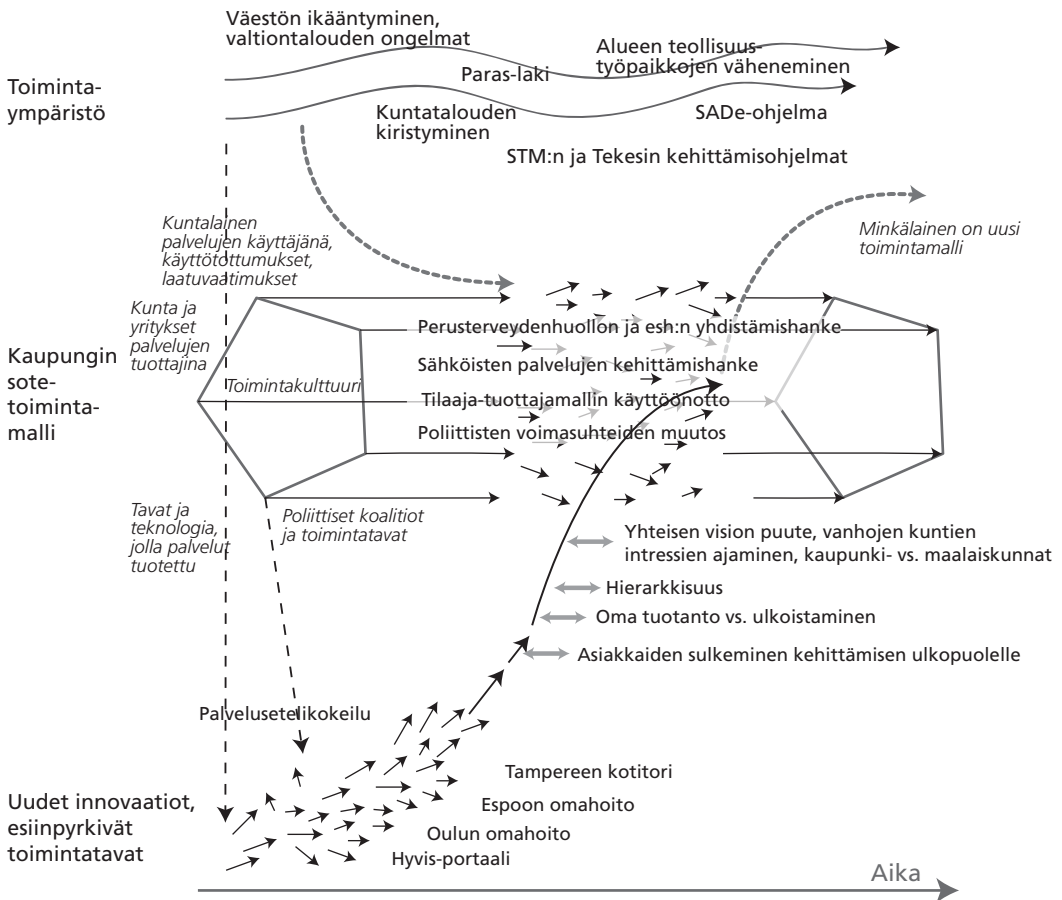 Väestön ikääntyminen,
valtiontalouden ongelmat
Alueen teollisuus-
työpaikkojen väheneminen
Paras-laki
Toiminta-
ympäristö
Kuntatalouden
kiristyminen
SADe-ohjelma
STM:n ja Tekesin kehittämisohjelmat
Kuntalainen
palvelujen käyttäjänä,
käyttötottumukset,
laatuvaatimukset
Minkälainen on uusi
toimintamalli
Kunta ja
yritykset
palvelujen
tuottajina
Kaupungin
sote-
toiminta-
malli
Toimintakulttuuri
Perusterveydenhuollon ja esh:n yhdistämishanke
Sähköisten palvelujen kehittämishanke
Tilaaja-tuottajamallin käyttöönotto
Poliittisten voimasuhteiden muutos
Tavat ja
teknologia,
jolla palvelut
tuotettu
Poliittiset koalitiot
ja toimintatavat
Yhteisen vision puute, vanhojen kuntien
intressien ajaminen, kaupunki- vs. maalaiskunnat
Hierarkkisuus
Oma tuotanto vs. ulkoistaminen
Asiakkaiden sulkeminen kehittämisen ulkopuolelle
Palvelusetelikokeilu
Tampereen kotitori
Espoon omahoito
Oulun omahoito
Hyvis-portaali
Uudet innovaatiot,
esiinpyrkivät
toimintatavat
Aika